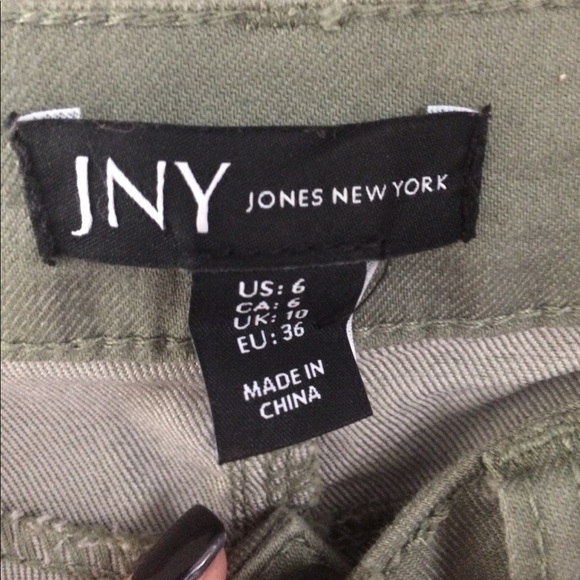 JNY JONES NEW YORK
US: 6
CA: 6
UK: 10
EU: 36
MADE IN
CHINA